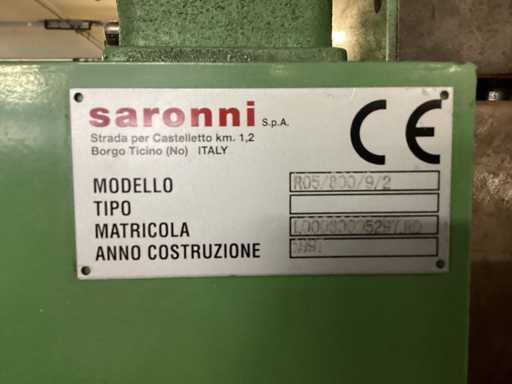 saronni S.p.A.
Strada per Castelletto km. 1,2
Borgo Ticino (No) ITALY
CE
MODELLO R05/800/9/2
TIPO
MATRICOLA
ANNO COSTRUZIONE